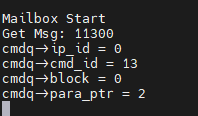 Mailbox Start
Get Msg: 11300
cmdq→ip_id = 0
cmdq→cmd_id = 13
cmdq→block = 0
cmdq→para_ptr = 2